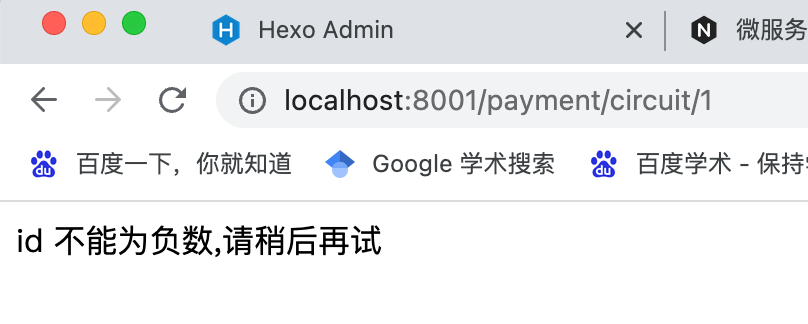 Hexo Admin
微服务
localhost:8001/payment/circuit/1
百度一下，你就知道 Google 学术搜索 百度学术 - 保持
id 不能为负数,请稍后再试